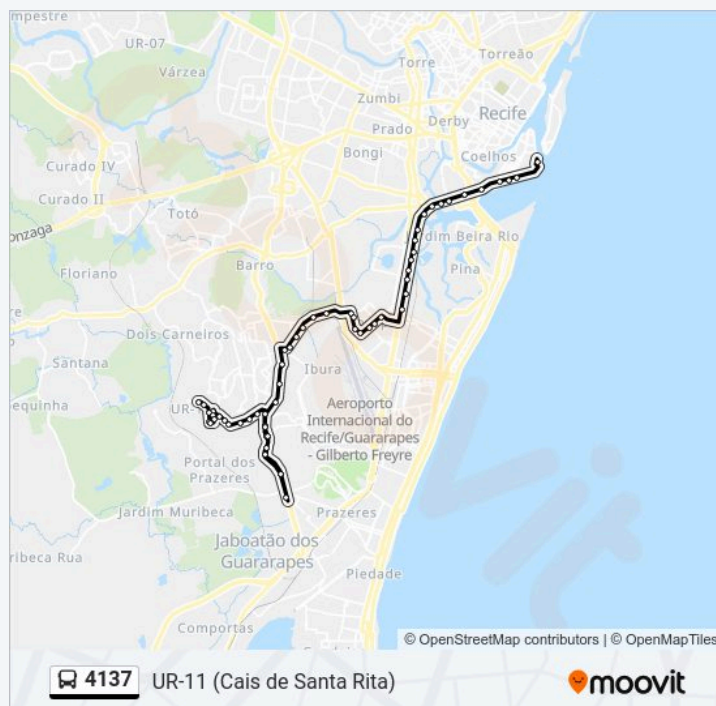 mpestre
UR-07
Várzea
Torre
Torreão
Zumbi
Recife
Prado
Derby
Curado IV
Bongi
Coelhos
Curado II
Totó
onzaga
Jardim Beira Rio
Barro
Floriano
Pina
Dois Carneiros
Santana
Ibura
equinha
UR-
Aeroporto
Internacional do
Recife/Guararapes
- Gilberto Freyre
Portal dos
Prazeres
Jardim Muribeca
Prazeres
ribeca Rua
Jaboatão dos
Guararapes
Piedade
Comportas
© OpenStreetMap contributors | © OpenMapTiles
4137 UR-11 (Cais de Santa Rita)
moovit